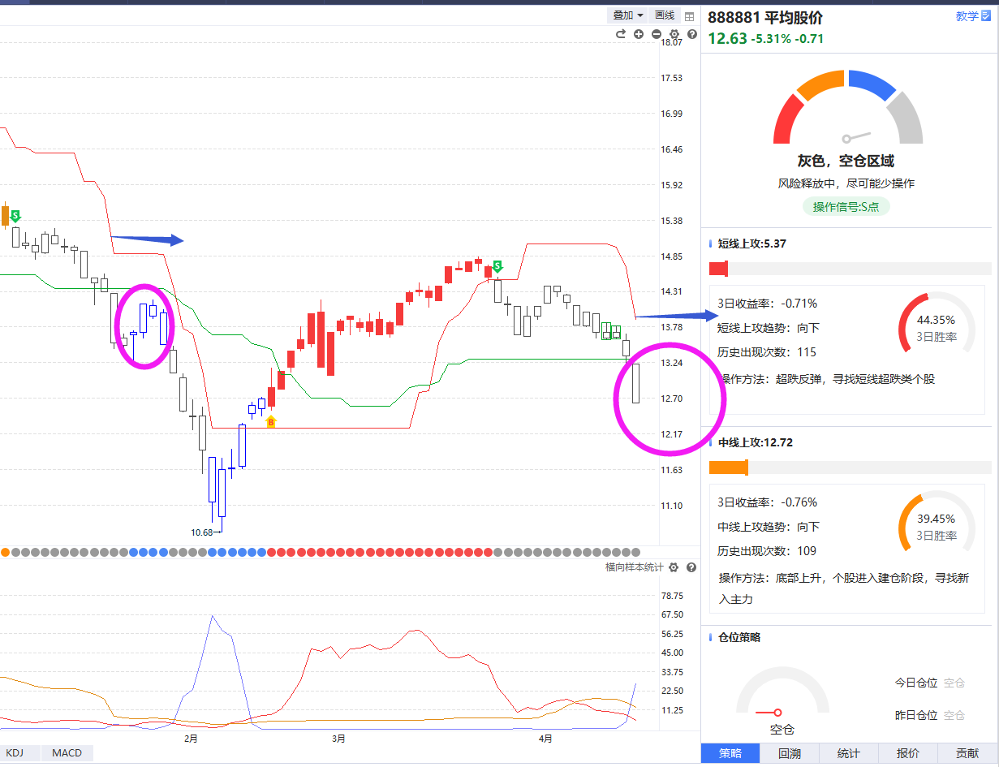 叠加 画线
888881 平均股价
教学
12.63 -5.31% -0.71
18.07
17.53
16.99
16.46
15.92
15.38
14.85
14.31
13.78
13.24
12.70
12.17
11.63
11.10
S
S
B
10.68→
灰色，空仓区域
风险释放中，尽可能少操作
操作信号:S点
短线上攻:5.37
3日收益率: -0.71%
短线上攻趋势: 向下
历史出现次数: 115
44.35%
3日胜率
操作方法: 超跌反弹，寻找短线超跌类个股
中线上攻:12.72
3日收益率: -0.76%
中线上攻趋势: 向下
历史出现次数: 109
39.45%
3日胜率
操作方法: 底部上升，个股进入建仓阶段，寻找新
入主力
仓位策略
今日仓位 空仓
昨日仓位 空仓
空仓
横向样本统计
78.75
67.50
56.25
45.00
33.75
22.50
11.25
2月 3月 4月
KDJ MACD
策略 回溯 统计 报价 贡献